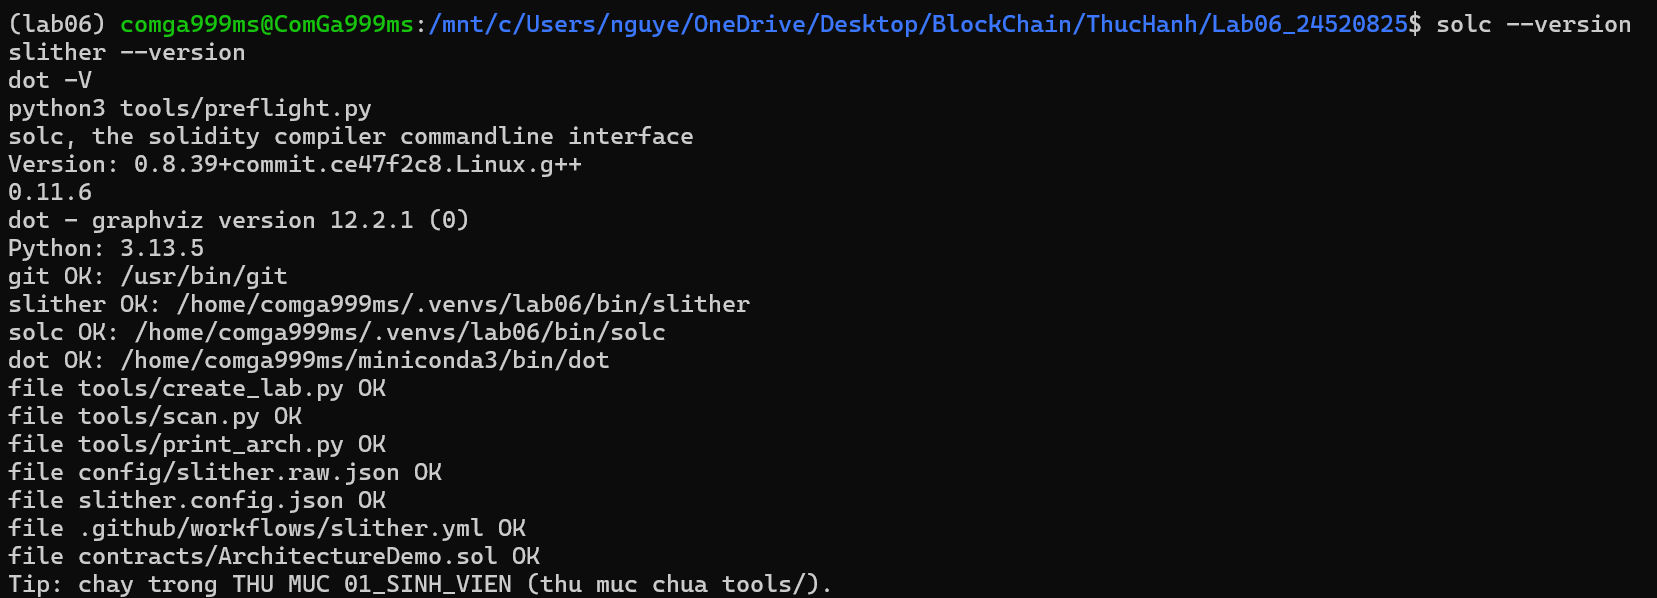 (lab06) comga999ms@ComGa999ms:/mnt/c/Users/nguye/OneDrive/Desktop/BlockChain/ThucHanh/Lab06_24520825$ solc --version
slither --version
dot -V
python3 tools/preflight.py
solc, the solidity compiler commandline interface
Version: 0.8.39+commit.ce47f2c8.Linux.g++
0.11.6
dot - graphviz version 12.2.1 (0)
Python: 3.13.5
git OK: /usr/bin/git
slither OK: /home/comga999ms/.venvs/lab06/bin/slither
solc OK: /home/comga999ms/.venvs/lab06/bin/solc
dot OK: /home/comga999ms/miniconda3/bin/dot
file tools/create_lab.py OK
file tools/scan.py OK
file tools/print_arch.py OK
file config/slither.raw.json OK
file slither.config.json OK
file .github/workflows/slither.yml OK
file contracts/ArchitectureDemo.sol OK
Tip: chay trong THU MUC 01_SINH_VIEN (thu muc chua tools/).